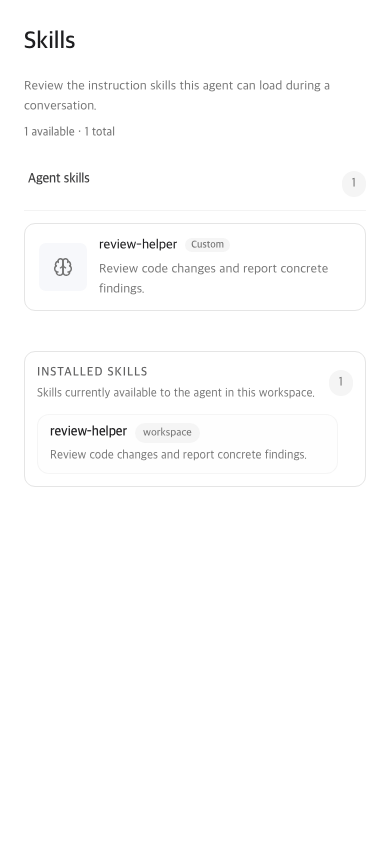 Skills
Review the instruction skills this agent can load during a
conversation.
1 available · 1 total
Agent skills
1
review-helper Custom
Review code changes and report concrete
findings.
INSTALLED SKILLS
1
Skills currently available to the agent in this workspace.
review-helper workspace
Review code changes and report concrete findings.